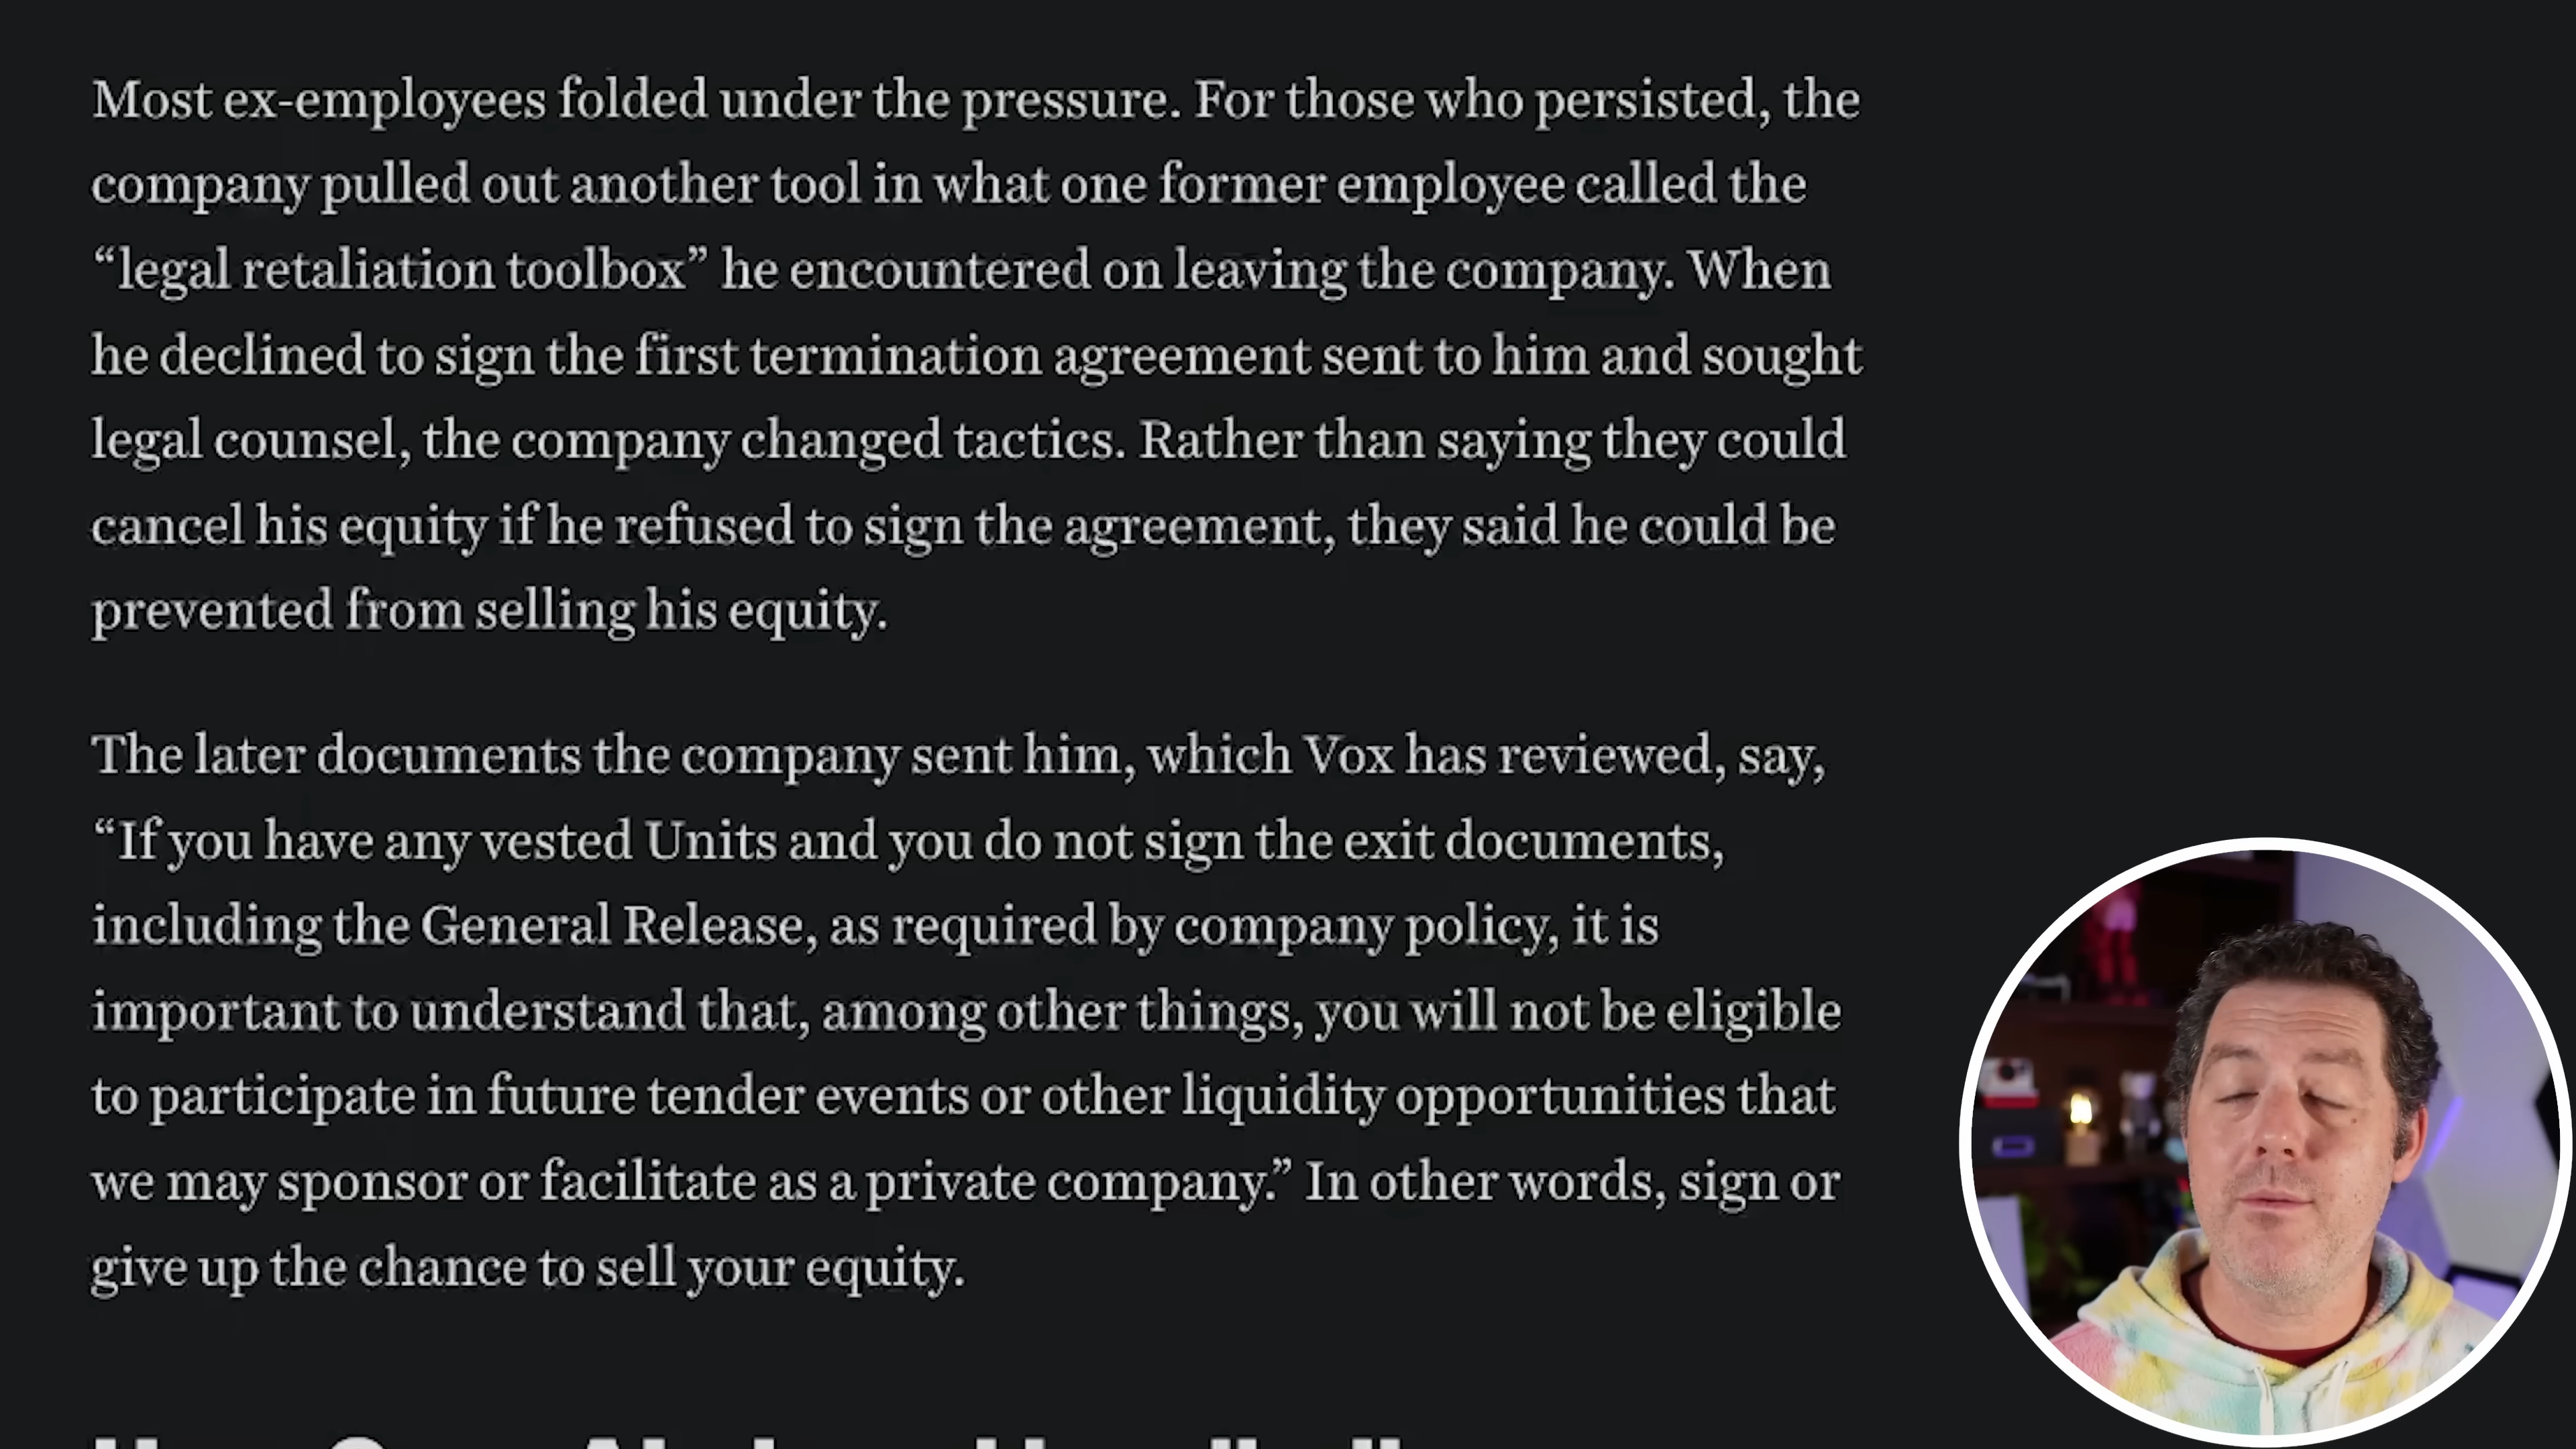 Most ex-employees folded under the pressure. For those who persisted, the
company pulled out another tool in what one former employee called the
“legal retaliation toolbox” he encountered on leaving the company. When
he declined to sign the first termination agreement sent to him and sought
legal counsel, the company changed tactics. Rather than saying they could
cancel his equity if he refused to sign the agreement, they said he could be
prevented from selling his equity.
The later documents the company sent him, which Vox has reviewed, say,
“If you have any vested Units and you do not sign the exit documents,
including the General Release, as required by company policy, it is
important to understand that, among other things, you will not be eligible
to participate in future tender events or other liquidity opportunities that
we may sponsor or facilitate as a private company.” In other words, sign or
give up the chance to sell your equity.